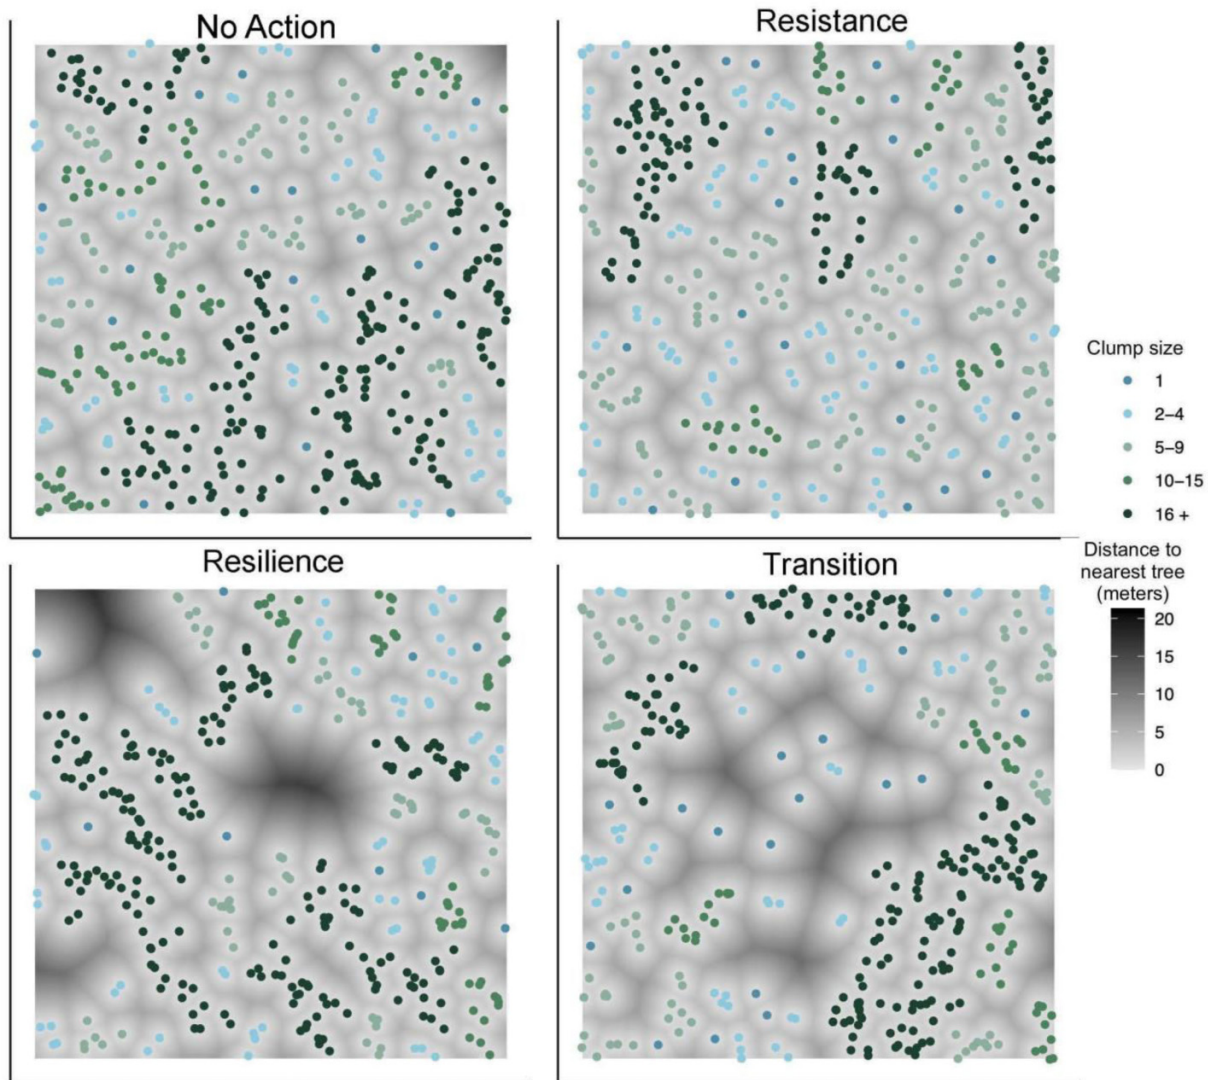 No Action
Resistance
Clump size
1
2–4
5–9
10–15
16 +
Resilience
Transition
Distance to
nearest tree
(meters)
20
15
10
5
0